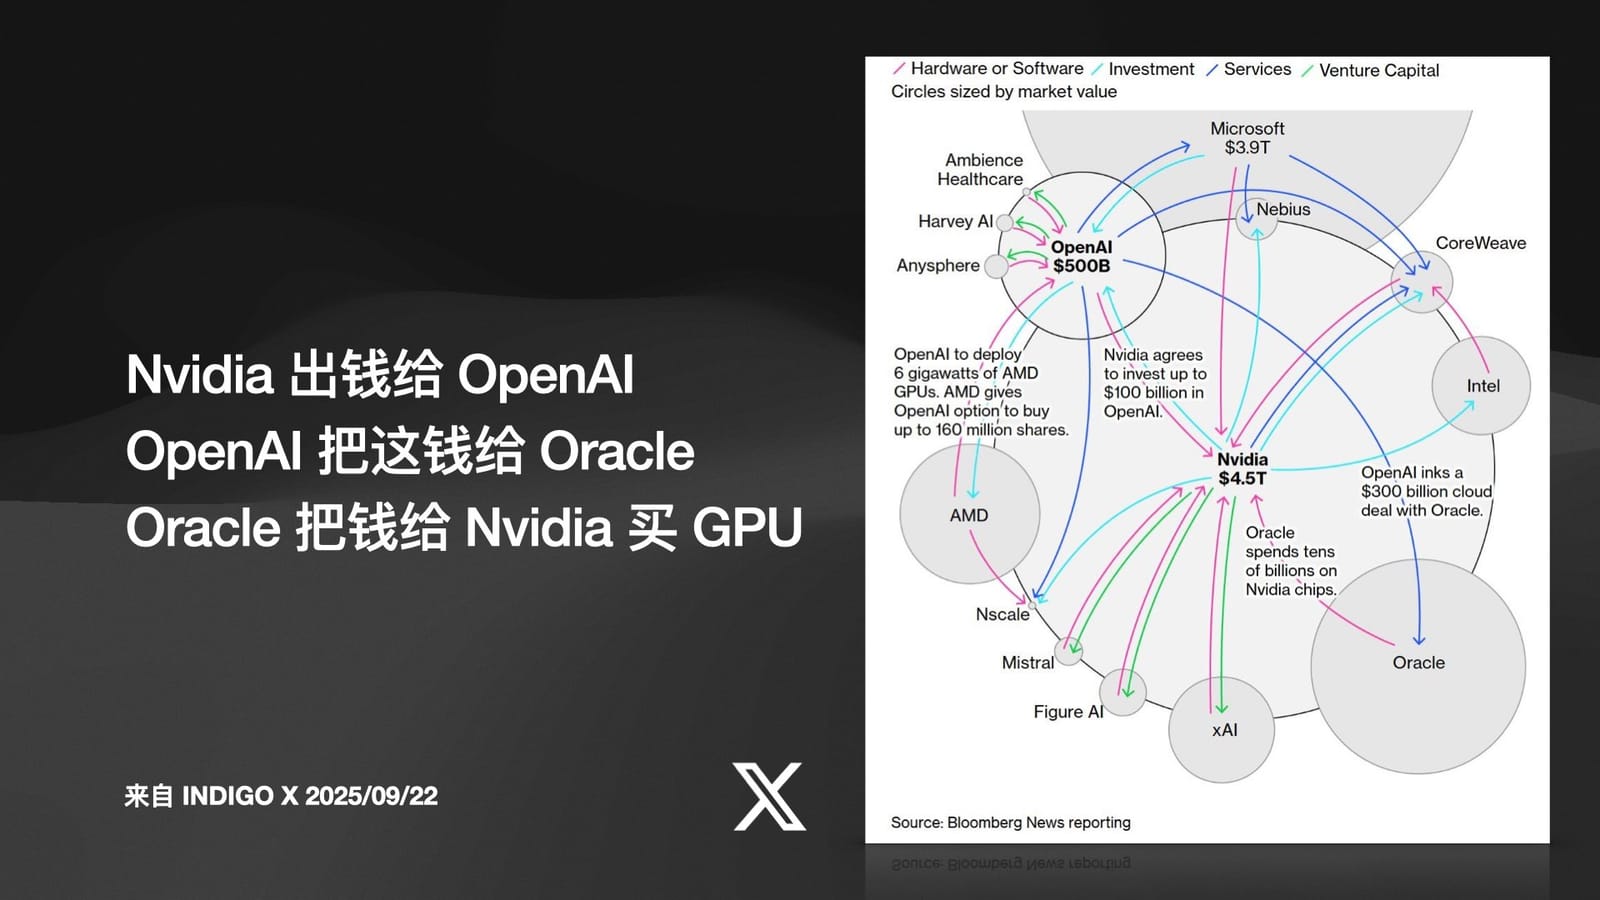 Nvidia 出钱给 OpenAI
OpenAI 把这钱给 Oracle
Oracle 把钱给 Nvidia 买 GPU
来自 INDIGO X 2025/09/22
Hardware or Software Investment Services Venture Capital
Circles sized by market value
Microsoft
$3.9T
Ambience
Healthcare
Harvey AI
Anysphere
OpenAI
$500B
Nebius
CoreWeave
OpenAI to deploy
6 gigawatts of AMD
GPUs. AMD gives
OpenAI option to buy
up to 160 million shares.
Nvidia agrees
to invest up to
$100 billion in
OpenAI.
Intel
Nvidia
$4.5T
OpenAI inks a
$300 billion cloud
deal with Oracle.
AMD
Oracle
spends tens
of billions on
Nvidia chips.
Nscale
Mistral
Figure AI
xAI
Oracle
Source: Bloomberg News reporting
Source: Bloomberg News reporting